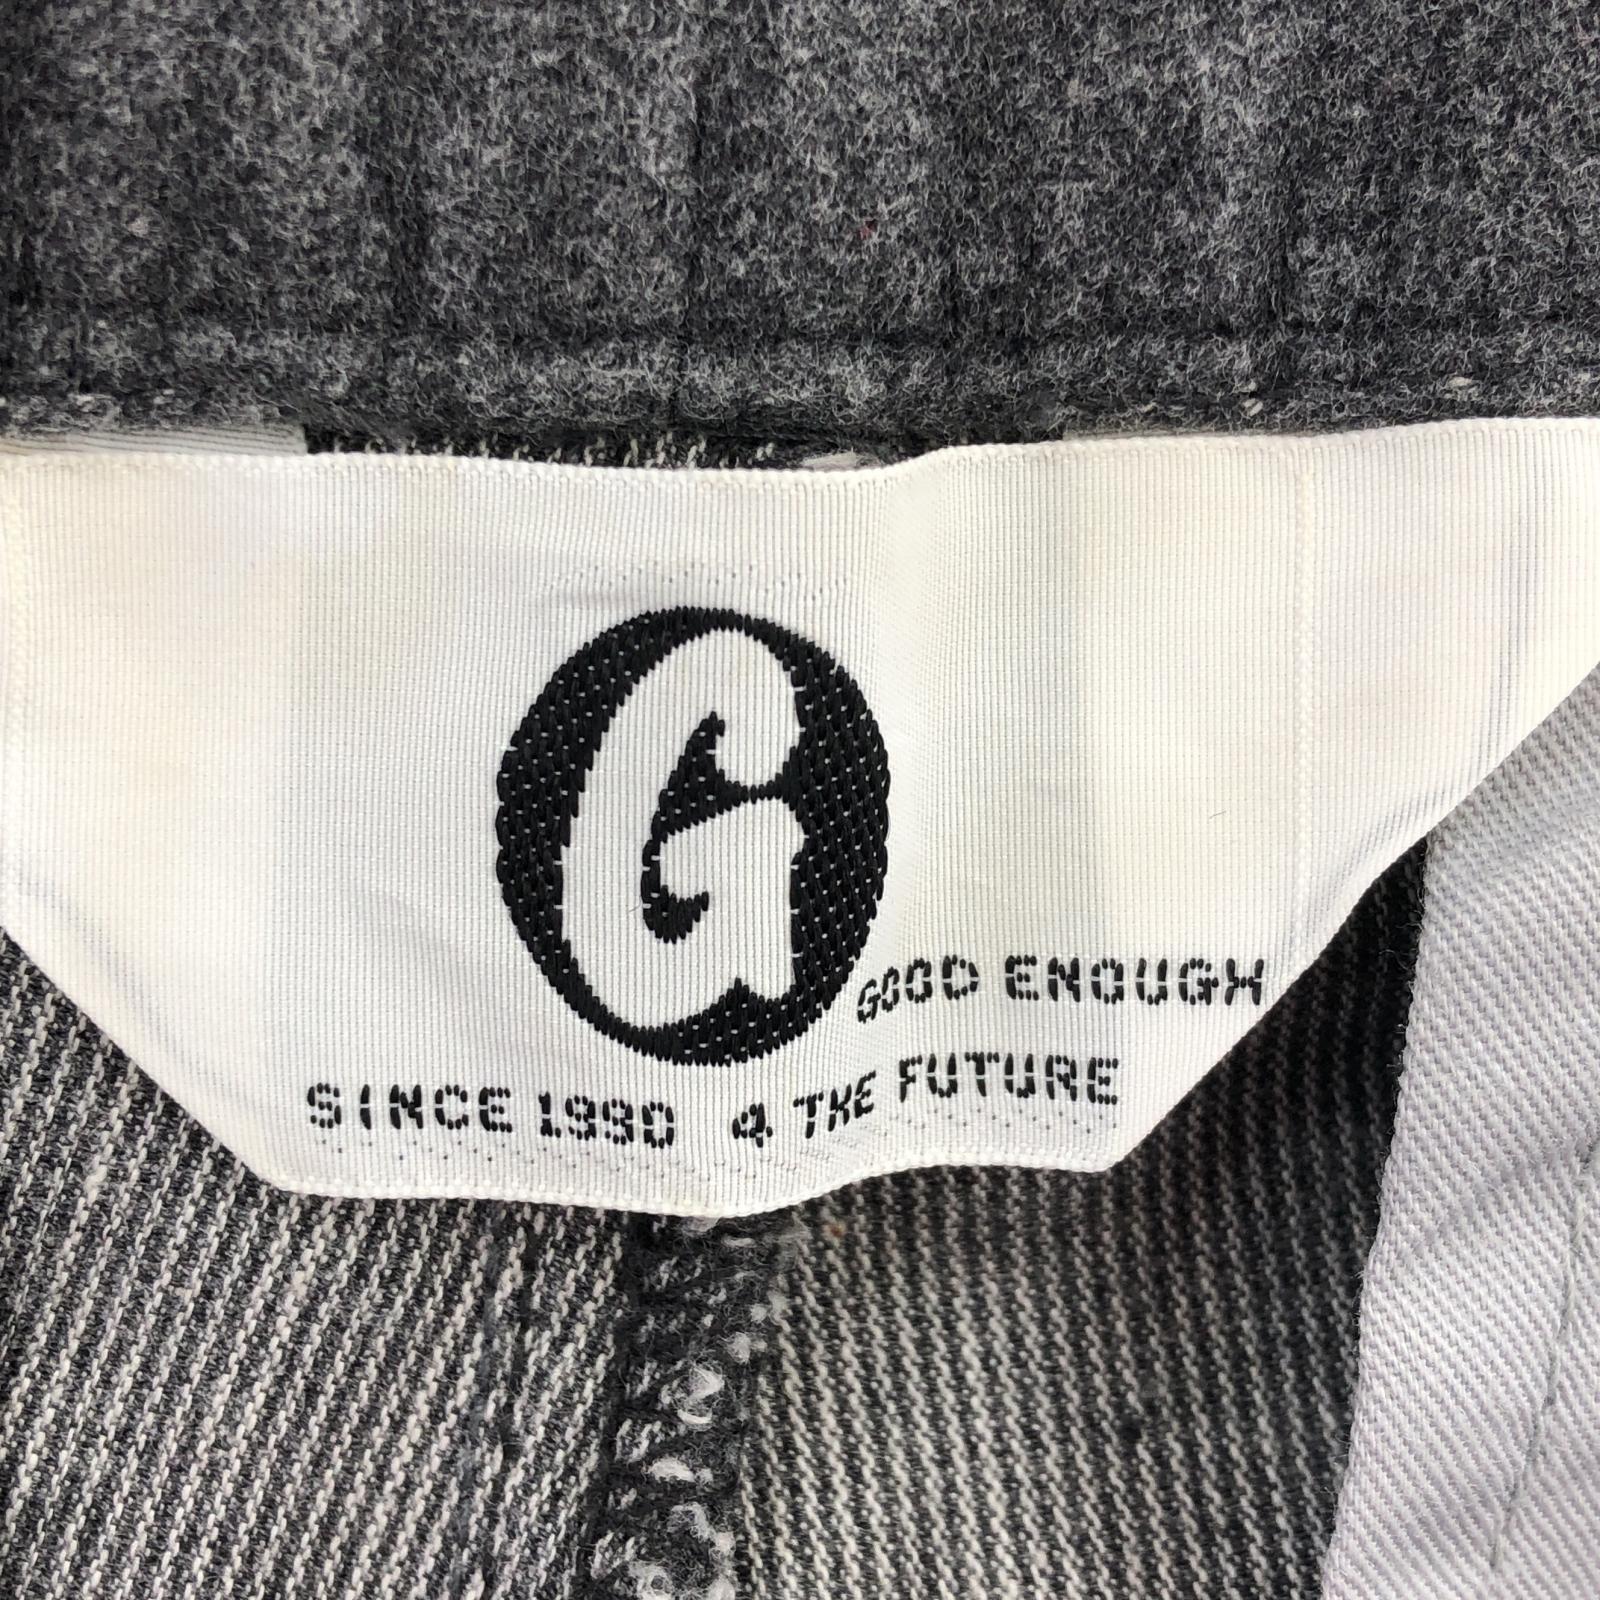 G
GOOD ENOUGH
SINCE 1990 4 THE FUTURE